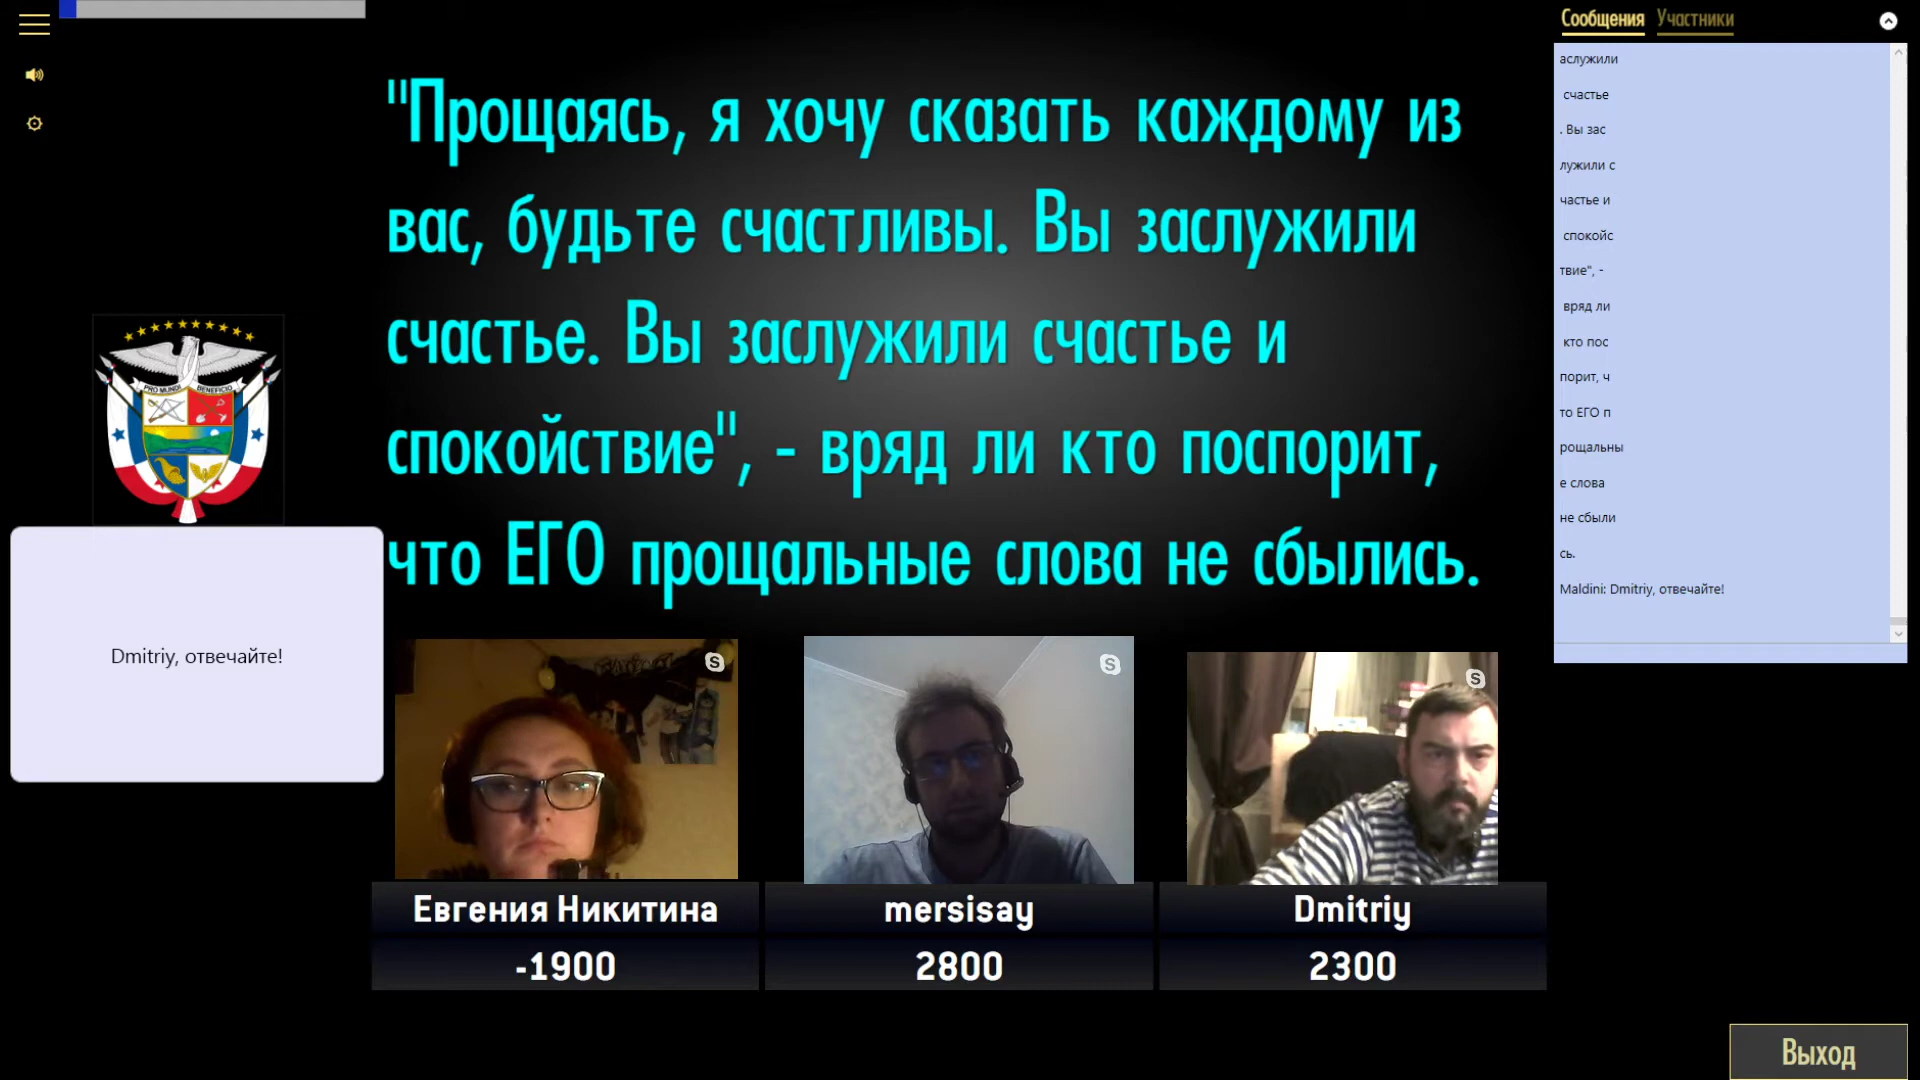 Сообщения Участники
"Прощаясь, я хочу сказать каждому из
вас, будьте счастливы. Вы заслужили
счастье. Вы заслужили счастье и
спокойствие", - вряд ли кто поспорит,
что ЕГО прощальные слова не сбылись.
аслужили
счастье
. Вы зас
лужили с
частье и
спокойс
твие", -
вряд ли
кто пос
порит, ч
то ЕГО п
рощальны
е слова
не сбыли
сь.
Maldini: Dmitriy, отвечайте!
PRO MUNDI BENEFICIO
Dmitriy, отвечайте!
S
S
S
Евгения Никитина
-1900
mersisay
2800
Dmitriy
2300
Выход